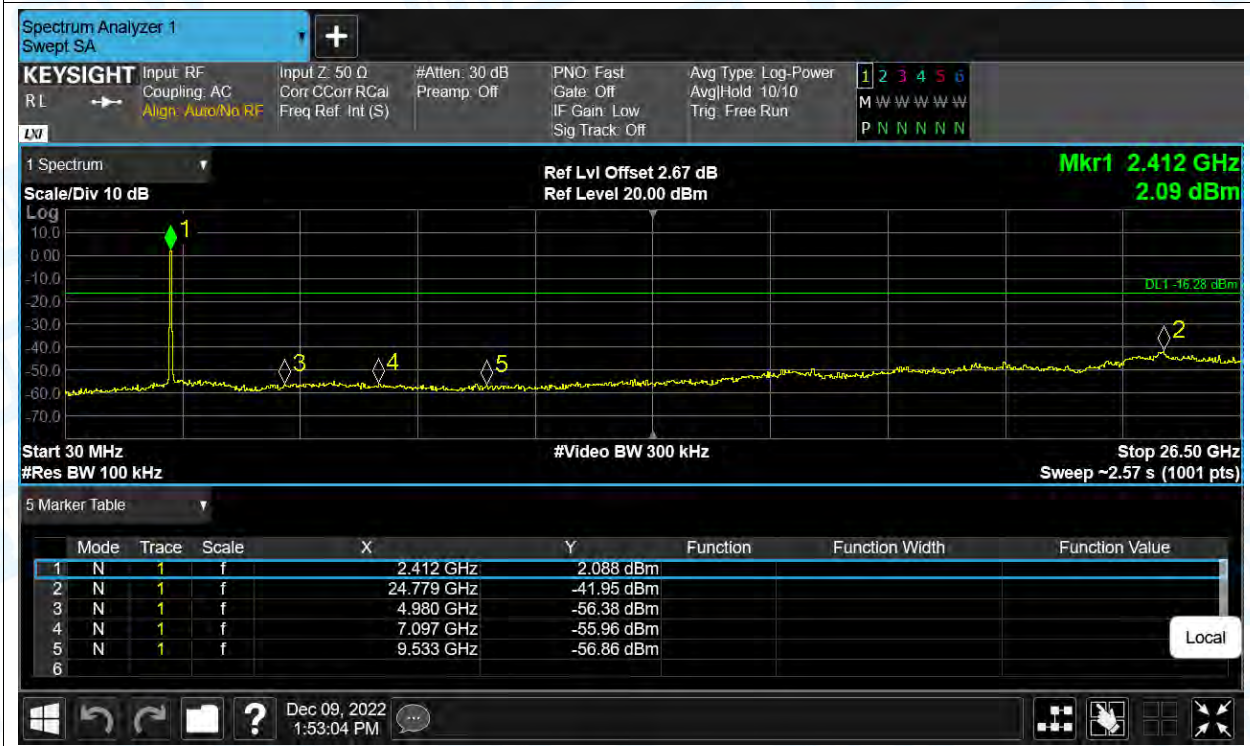 Spectrum Analyzer 1
Swept SA
KEYSIGHT
RL
LXI
Input: RF
Coupling: AC
Align: Auto/No RF
Input Z: 50 Ω
Corr CCorr RCal
Freq Ref: Int (S)
#Atten: 30 dB
Preamp: Off
PNO: Fast
Gate: Off
IF Gain: Low
Sig Track: Off
Avg Type: Log-Power
Avg|Hold: 10/10
Trig: Free Run
1 2 3 4 5 6
M W W W W W
P N N N N N
1 Spectrum
Scale/Div 10 dB
Ref Lvl Offset 2.67 dB
Ref Level 20.00 dBm
Mkr1 2.412 GHz
2.09 dBm
Log
10.0
0.00
-10.0
-20.0
-30.0
-40.0
-50.0
-60.0
-70.0
1
DL1 -16.28 dBm
2
3
4
5
Start 30 MHz
#Res BW 100 kHz
#Video BW 300 kHz
Stop 26.50 GHz
Sweep ~2.57 s (1001 pts)
5 Marker Table
Mode Trace Scale X Y Function Function Width Function Value
1 N 1 f 2.412 GHz 2.088 dBm
2 N 1 f 24.779 GHz -41.95 dBm
3 N 1 f 4.980 GHz -56.38 dBm
4 N 1 f 7.097 GHz -55.96 dBm
5 N 1 f 9.533 GHz -56.86 dBm
6
Local
?
Dec 09, 2022
1:53:04 PM